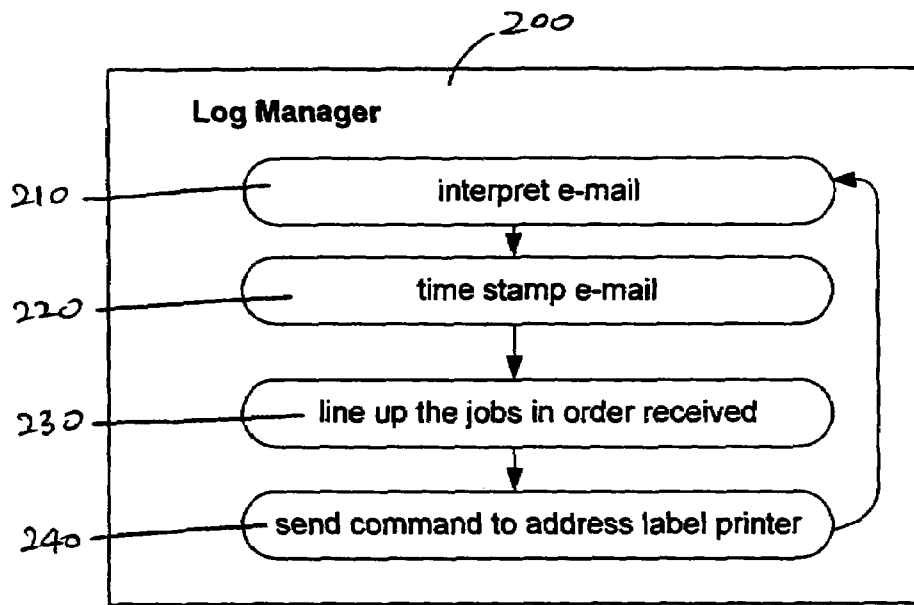 200
Log Manager
210
interpret e-mail
220
time stamp e-mail
230
line up the jobs in order received
240
send command to address label printer